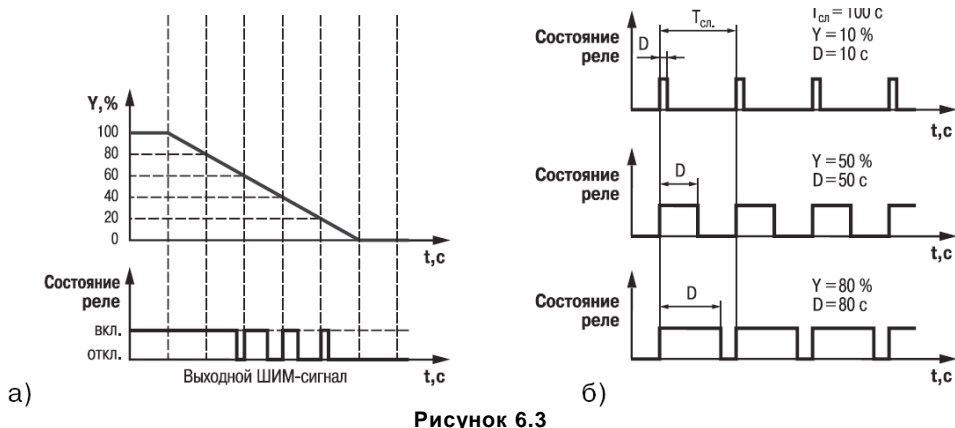 Y,%
100
80
60
40
20
0
t,с
Состояние
реле
ВКЛ.
ОТКЛ.
Выходной ШИМ-сигнал
t,с
а)
Состояние
реле
D
Tсл.
Tсл = 100 с
Y = 10 %
D = 10 с
t,с
Состояние
реле
D
Y = 50 %
D = 50 с
t,с
Состояние
реле
D
Y = 80 %
D = 80 с
t,с
б)
Рисунок 6.3